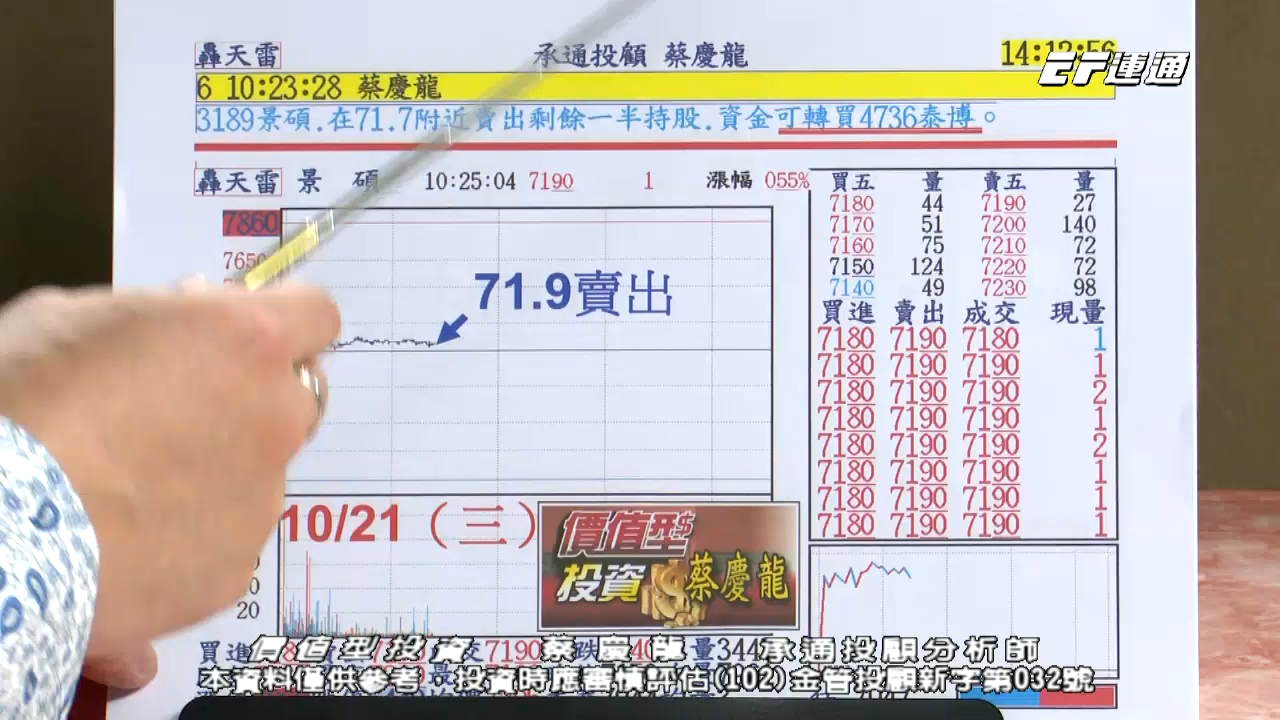 轟天雷 承通投顧 蔡慶龍 14:12:56
EF運通
6 10:23:28 蔡慶龍
3189景碩.在71.7附近賣出剩餘一半持股.資金可轉買4736泰博。
轟天雷 景 碩 10:25:04 7190 1 漲幅 055% 買五 量 賣五 量
7180 44 7190 27
7860 7170 51 7200 140
7650 7160 75 7210 72
7150 124 7220 72
7140 49 7230 98
71.9賣出
買進 賣出 成交 現量
7180 7190 7180 1
7180 7190 7190 1
7180 7190 7190 2
7180 7190 7190 1
7180 7190 7190 2
7180 7190 7190 1
7180 7190 7190 1
7180 7190 7190 1
10/21（三）
價值型$
投資 蔡慶龍
20
買進 7190 量344
價值型投資 蔡慶龍 承通投顧分析師
本資料僅供參考 投資時應審慎評估(102)金管投顧新字第032號